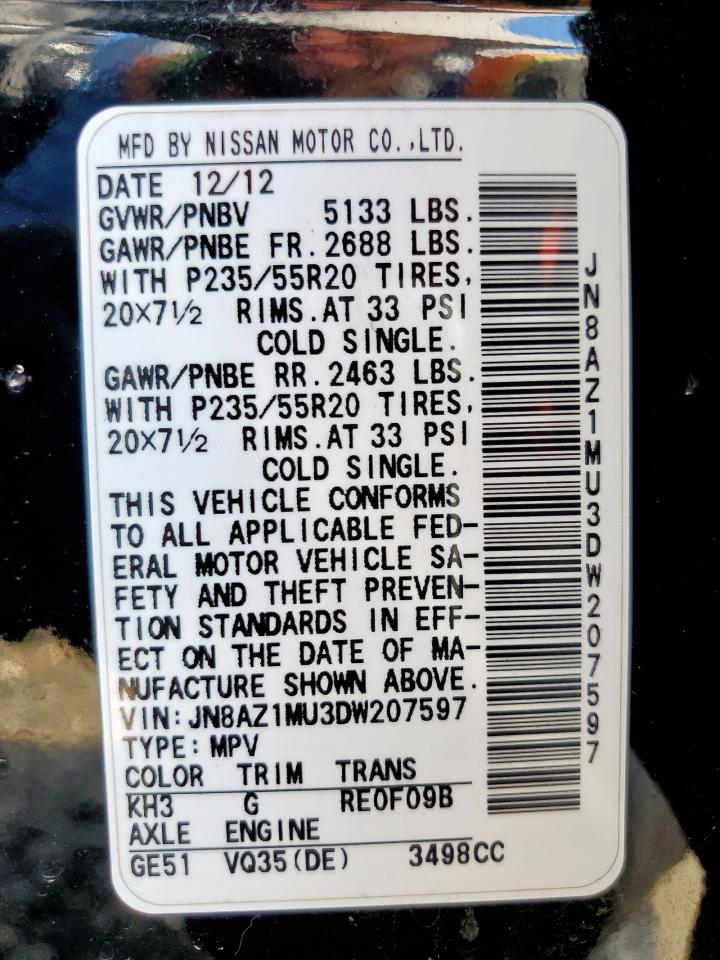 MFD BY NISSAN MOTOR CO.,LTD.
DATE 12/12
GVWR/PNBV 5133 LBS.
GAWR/PNBE FR.2688 LBS.
WITH P235/55R20 TIRES,
20×7½ RIMS.AT 33 PSI
COLD SINGLE.
GAWR/PNBE RR.2463 LBS.
WITH P235/55R20 TIRES,
20×7½ RIMS.AT 33 PSI
COLD SINGLE.
THIS VEHICLE CONFORMS
TO ALL APPLICABLE FED-
ERAL MOTOR VEHICLE SA-
FETY AND THEFT PREVEN-
TION STANDARDS IN EFF-
ECT ON THE DATE OF MA-
NUFACTURE SHOWN ABOVE.
VIN:JN8AZ1MU3DW207597
TYPE:MPV
COLOR TRIM TRANS
KH3 G RE0F09B
AXLE ENGINE
GE51 VQ35(DE) 3498CC
JN8AZ1MU3DW207597